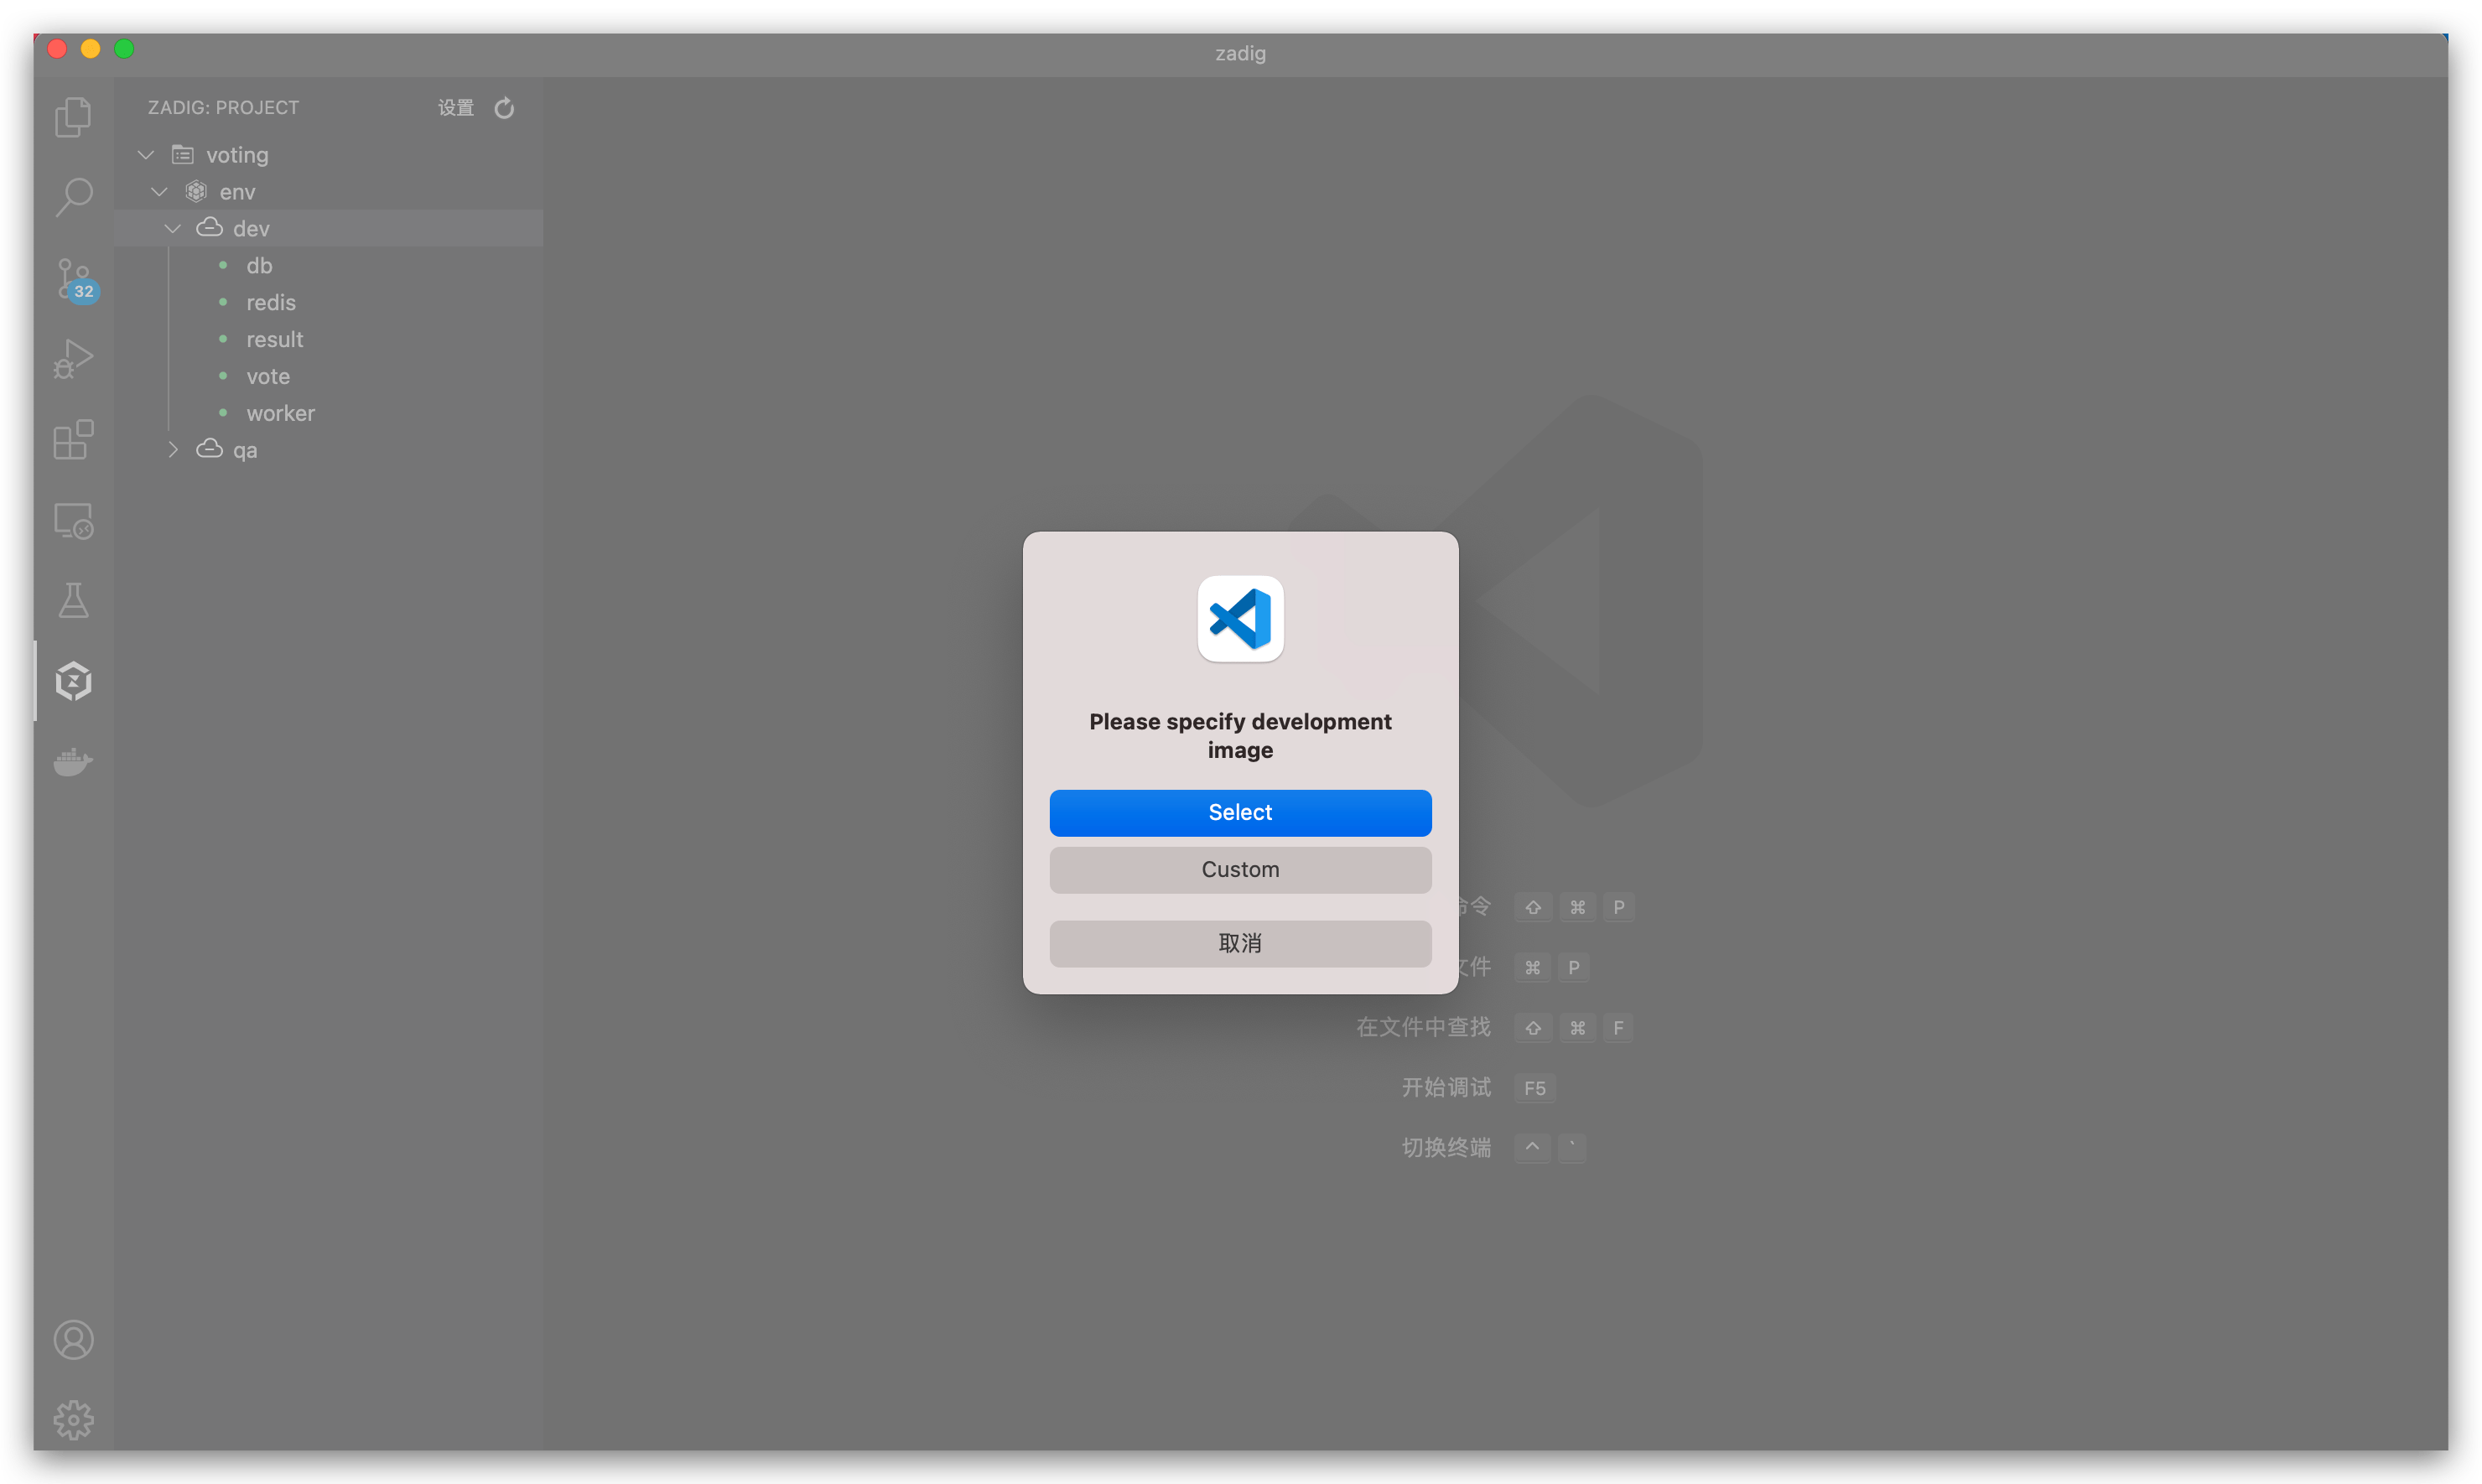 zadig
ZADIG: PROJECT 设置
voting
env
dev
db
redis
result
vote
worker
qa
32
Please specify development
image
Select
Custom
取消
令 ⇧ ⌘ P
文件 ⌘ P
在文件中查找 ⇧ ⌘ F
开始调试 F5
切换终端 ^ `